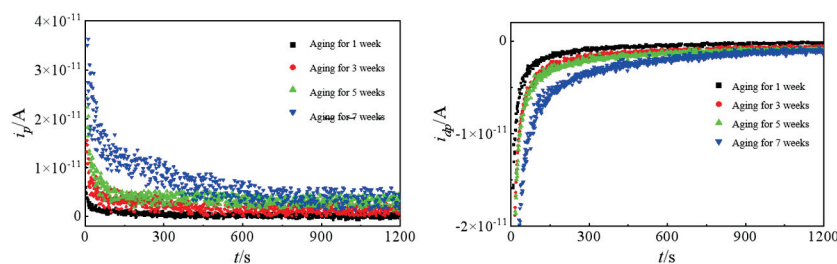 4×10⁻¹¹
3×10⁻¹¹
2×10⁻¹¹
1×10⁻¹¹
0
iₚ/A
Aging for 1 week
Aging for 3 weeks
Aging for 5 weeks
Aging for 7 weeks
0 300 600 900 1200
t/s
0
-1×10⁻¹¹
-2×10⁻¹¹
i_dp/A
Aging for 1 week
Aging for 3 weeks
Aging for 5 weeks
Aging for 7 weeks
0 300 600 900 1200
t/s